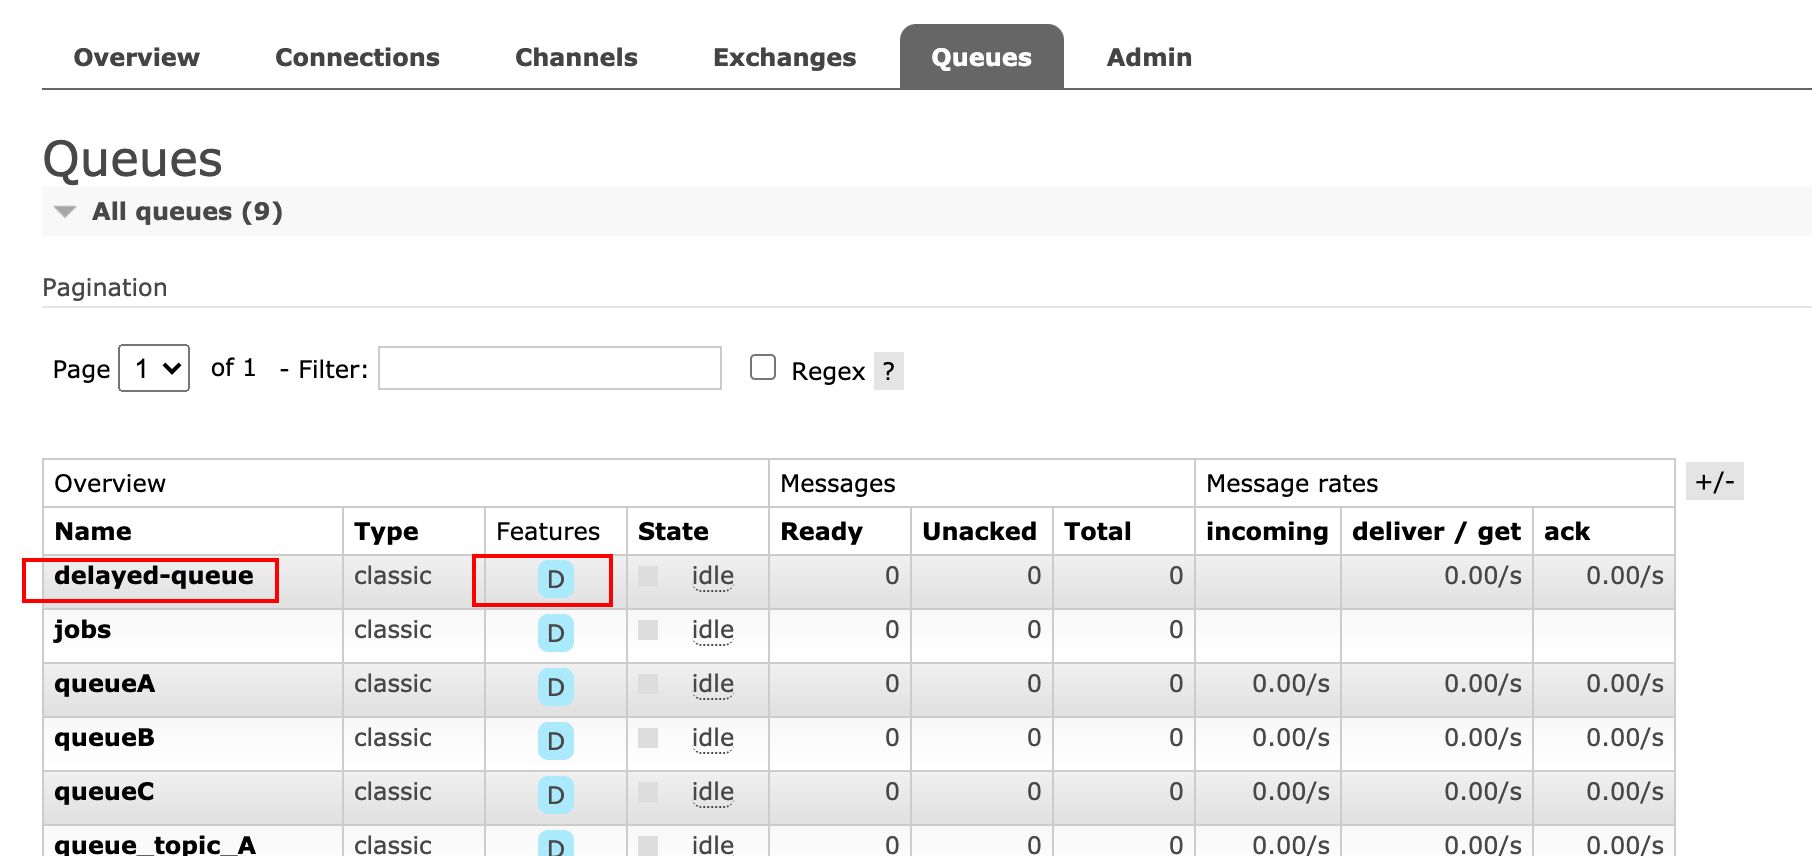 Overview Connections Channels Exchanges Queues Admin
Queues
All queues (9)
Pagination
Page 1 of 1 - Filter: Regex ?
Overview Messages Message rates +/-
Name Type Features State Ready Unacked Total incoming deliver / get ack
delayed-queue classic D idle 0 0 0 0.00/s 0.00/s
jobs classic D idle 0 0 0
queueA classic D idle 0 0 0 0.00/s 0.00/s 0.00/s
queueB classic D idle 0 0 0 0.00/s 0.00/s 0.00/s
queueC classic D idle 0 0 0 0.00/s 0.00/s 0.00/s
queue_topic_A classic D idle 0 0 0 0.00/s 0.00/s 0.00/s